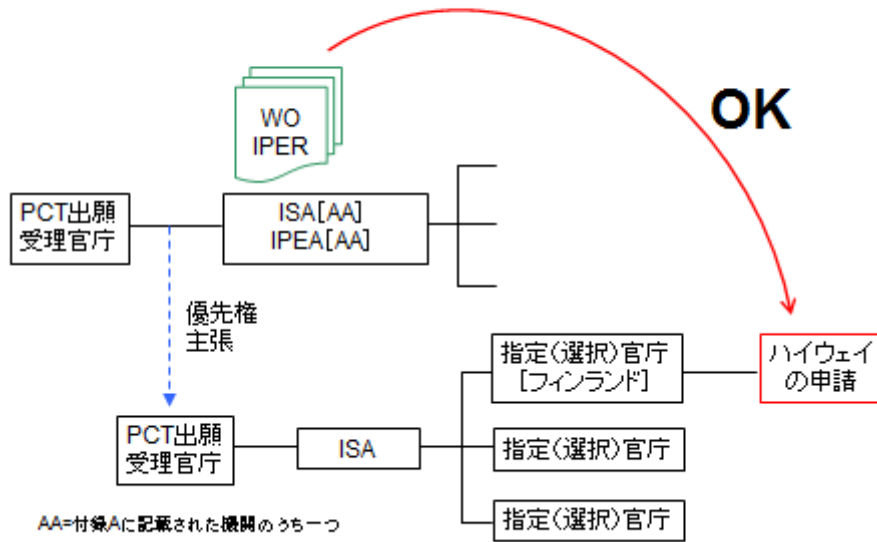 OK
WO
IPER
PCT出願
受理官庁
ISA[AA]
IPEA[AA]
優先権
主張
指定(選択)官庁
[フィンランド]
ハイウェイ
の申請
PCT出願
受理官庁
ISA
指定(選択)官庁
指定(選択)官庁
AA=付録Aに記載された機関のうち一つ